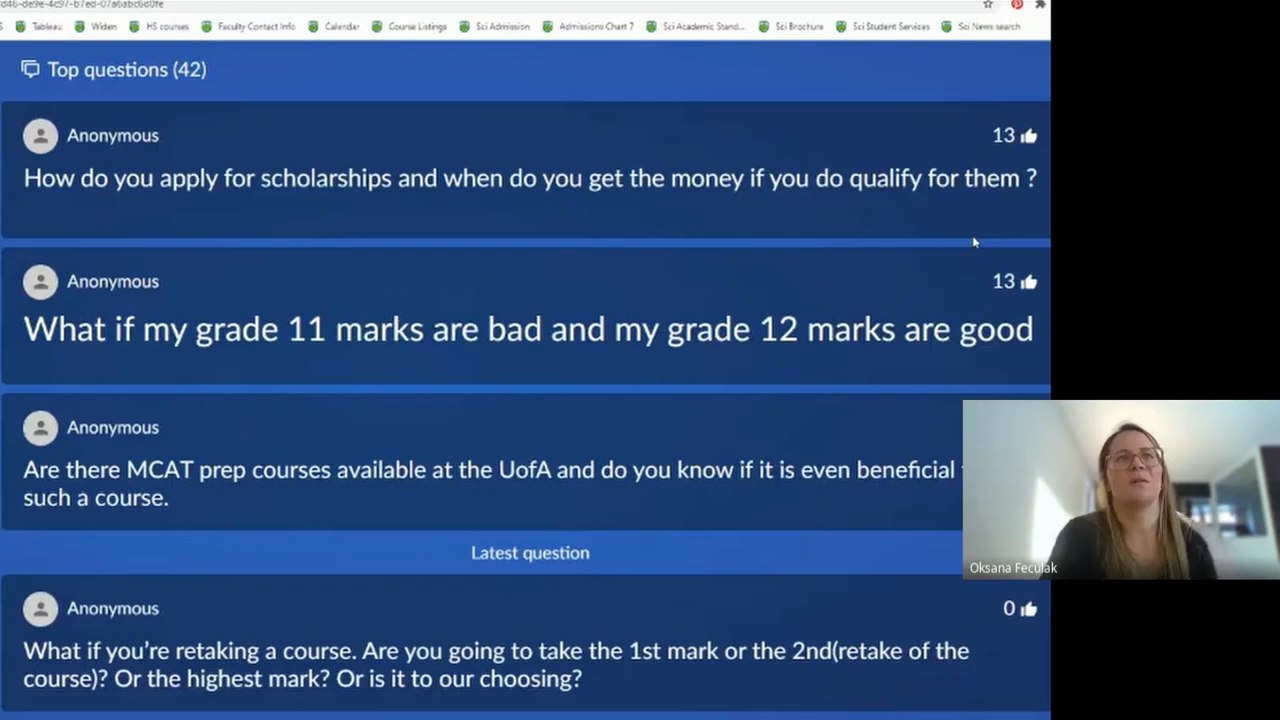 Tableau Widen HS courses Faculty Contact Info Calendar Course Listings Sci Admission Admissions Chart 7 Sci Academic Stand... Sci Brochure Sci Student Services Sci News search
Top questions (42)
Anonymous 13
How do you apply for scholarships and when do you get the money if you do qualify for them ?
Anonymous 13
What if my grade 11 marks are bad and my grade 12 marks are good
Anonymous
Are there MCAT prep courses available at the UofA and do you know if it is even beneficial
such a course.
Oksana Feculak
Latest question
Anonymous 0
What if you’re retaking a course. Are you going to take the 1st mark or the 2nd(retake of the
course)? Or the highest mark? Or is it to our choosing?